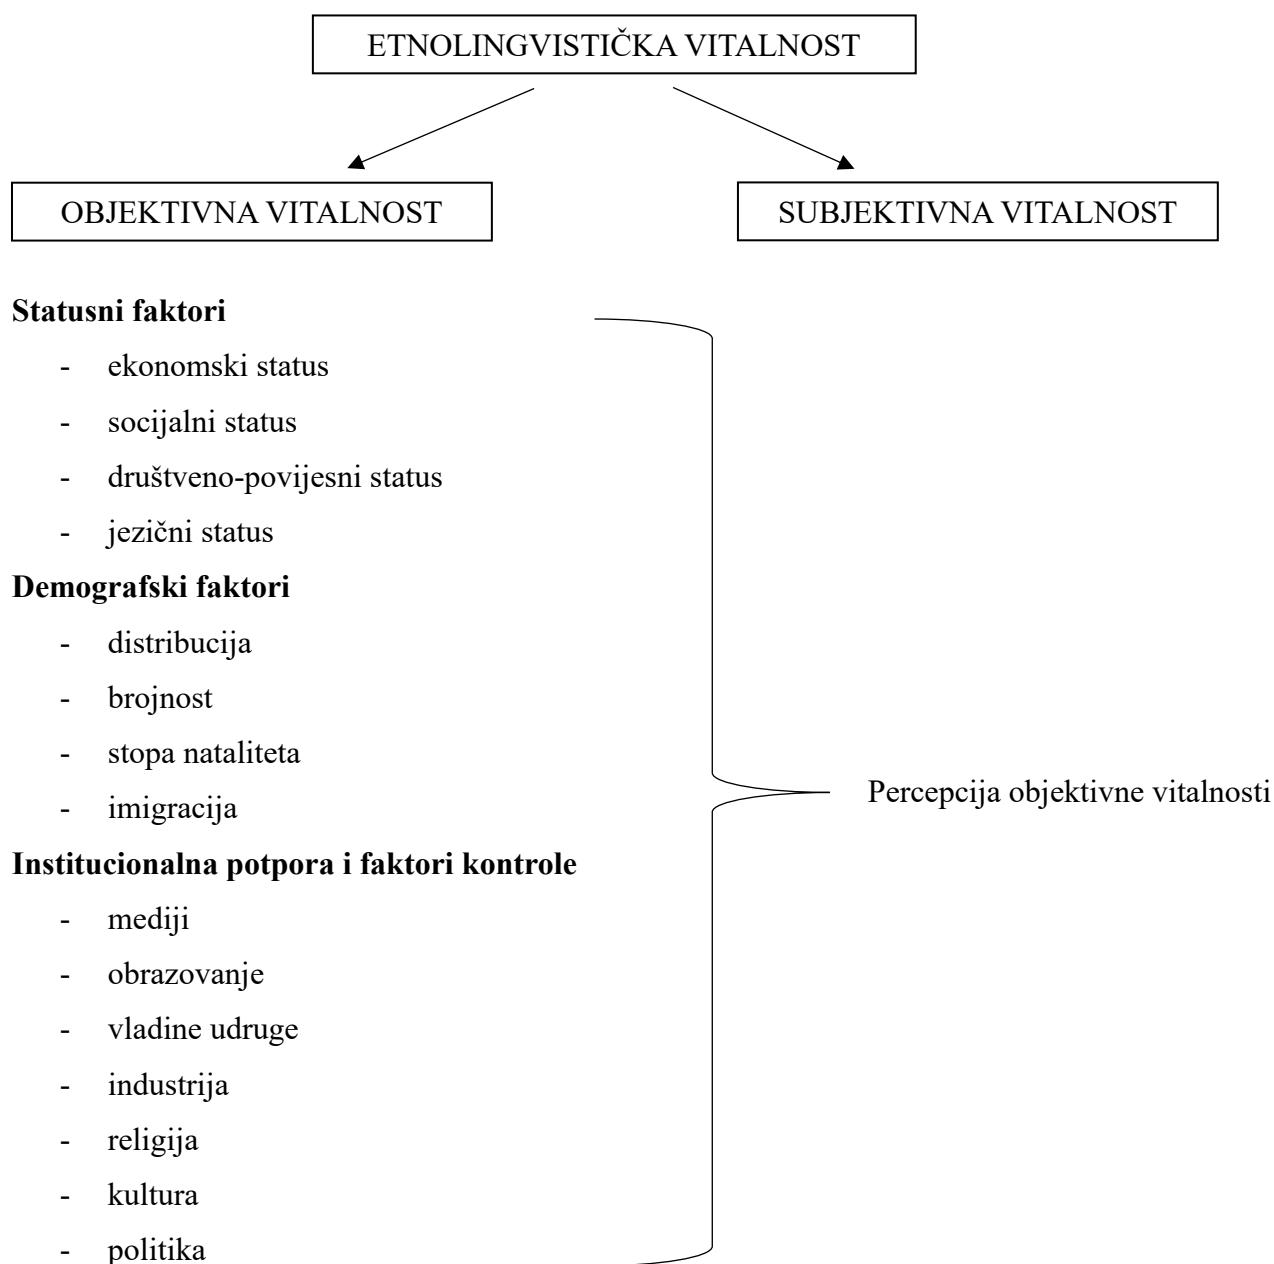 ETNOLINGVISTIČKA VITALNOST
OBJEKTIVNA VITALNOST
SUBJEKTIVNA VITALNOST
Statusni faktori
- ekonomski status
- socijalni status
- društveno-povijesni status
- jezični status
Demografski faktori
- distribucija
- brojnost
- stopa nataliteta
- imigracija
Percepcija objektivne vitalnosti
Institucionalna potpora i faktori kontrole
- mediji
- obrazovanje
- vladine udruge
- industrija
- religija
- kultura
- politika